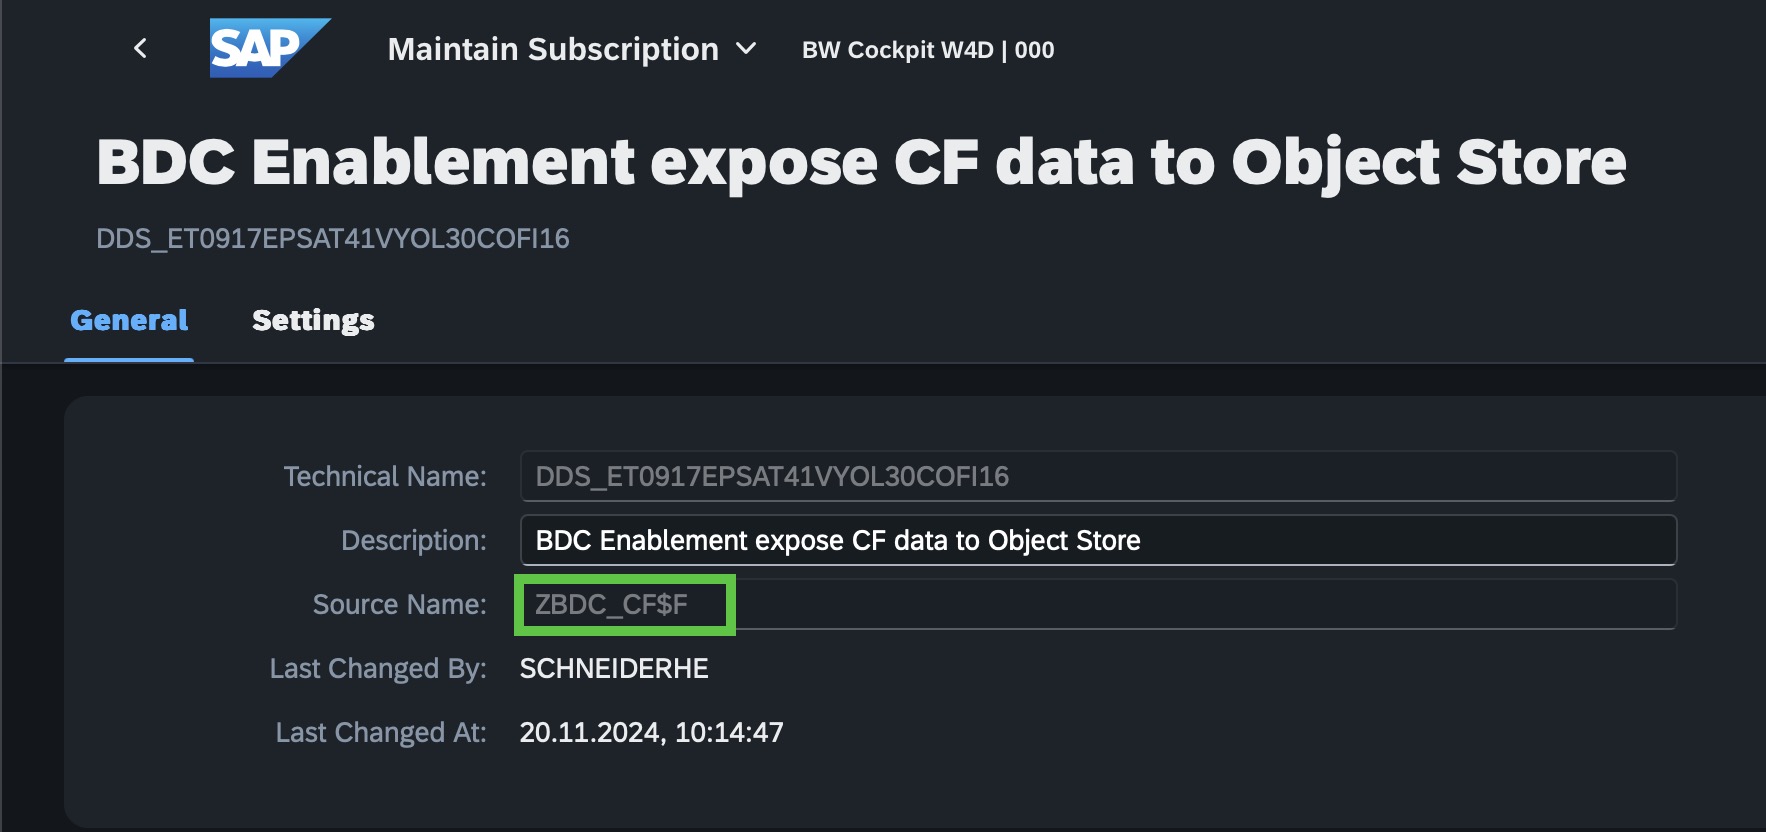 SAP Maintain Subscription BW Cockpit W4D | 000
BDC Enablement expose CF data to Object Store
DDS_ET0917EPSAT41VYOL30COFI16
General Settings
Technical Name: DDS_ET0917EPSAT41VYOL30COFI16
Description: BDC Enablement expose CF data to Object Store
Source Name: ZBDC_CF$F
Last Changed By: SCHNEIDERHE
Last Changed At: 20.11.2024, 10:14:47